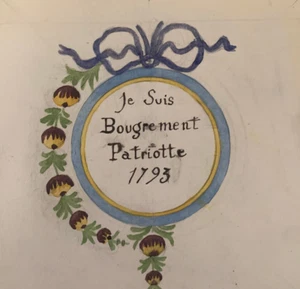 Je Suis
Bougrement
Patriotte
1793